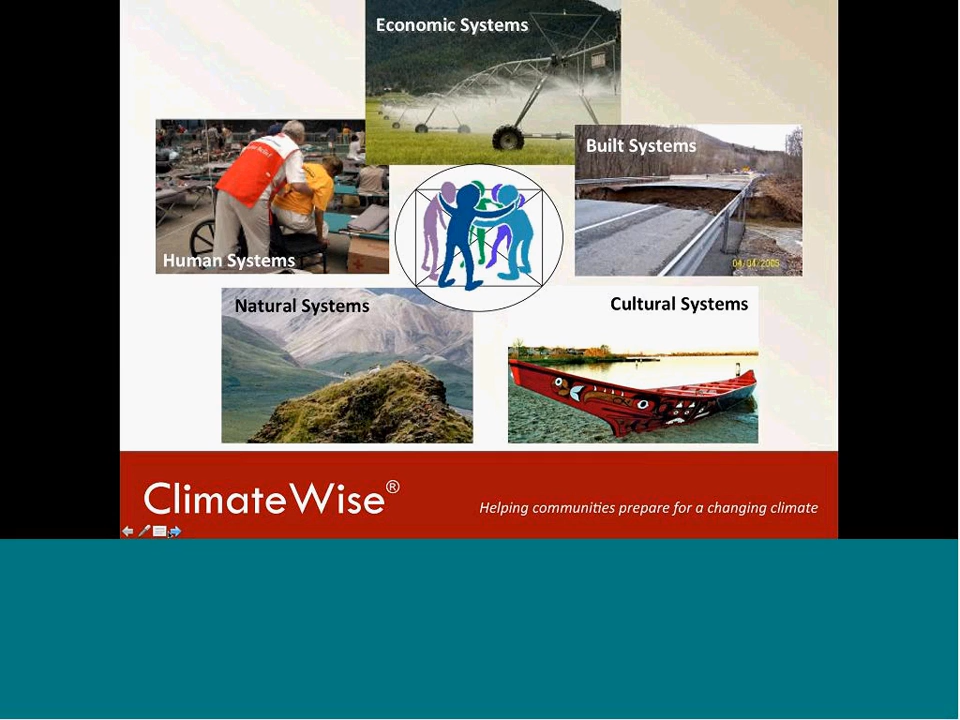 Economic Systems
Built Systems
Human Systems
04/04/2005
Natural Systems
Cultural Systems
ClimateWise®
Helping communities prepare for a changing climate